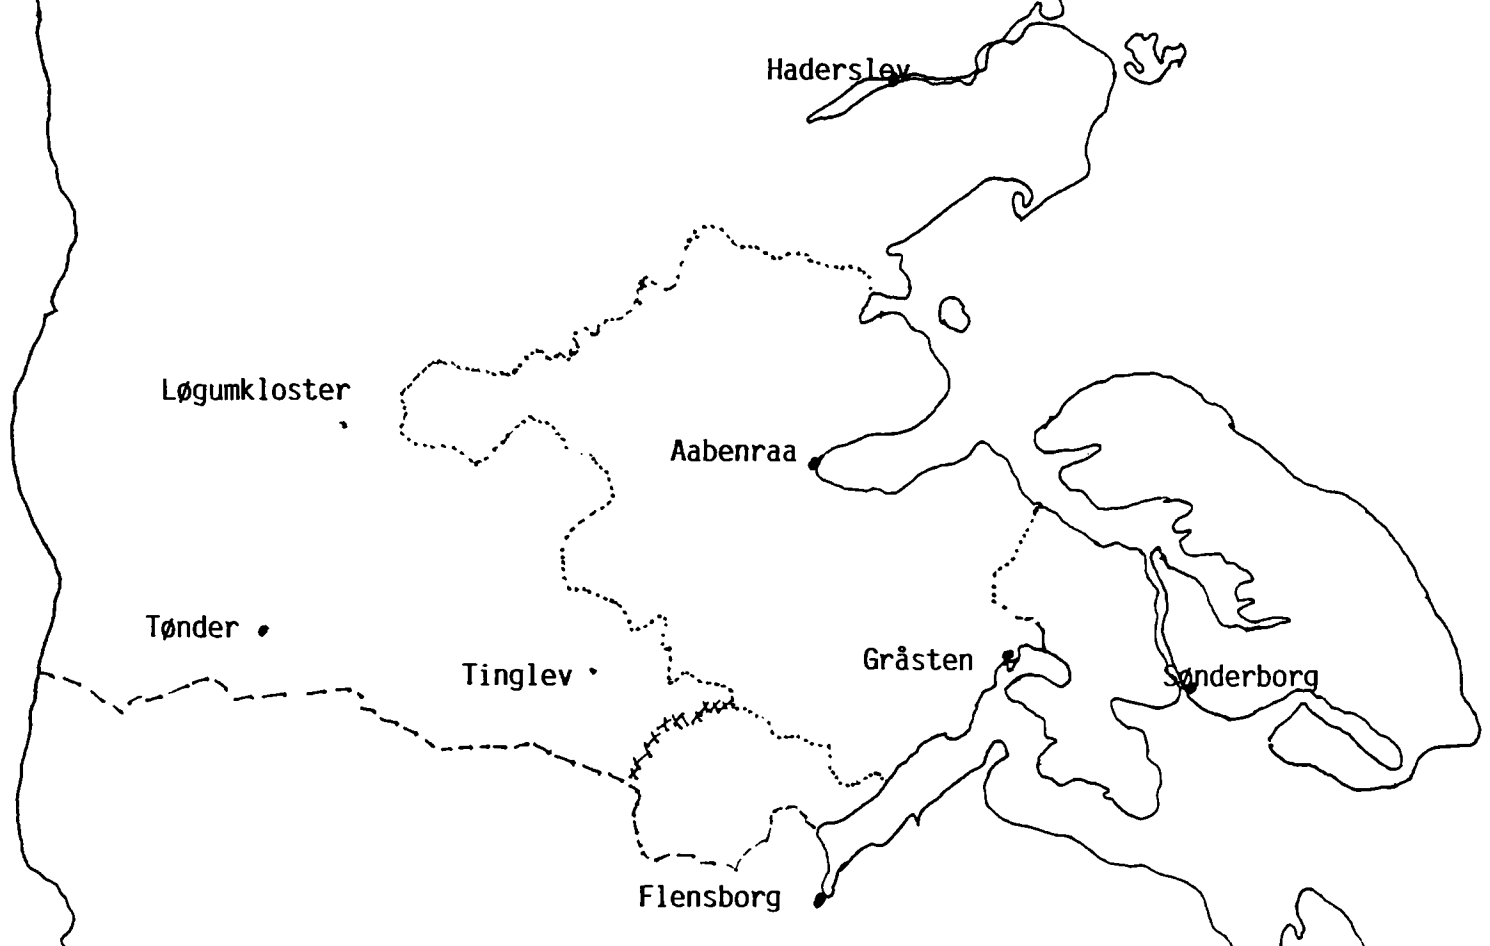 Haderslev
Løgumkloster
Aabenraa
Tønder
Tinglev
Gråsten
Sønderborg
Flensborg